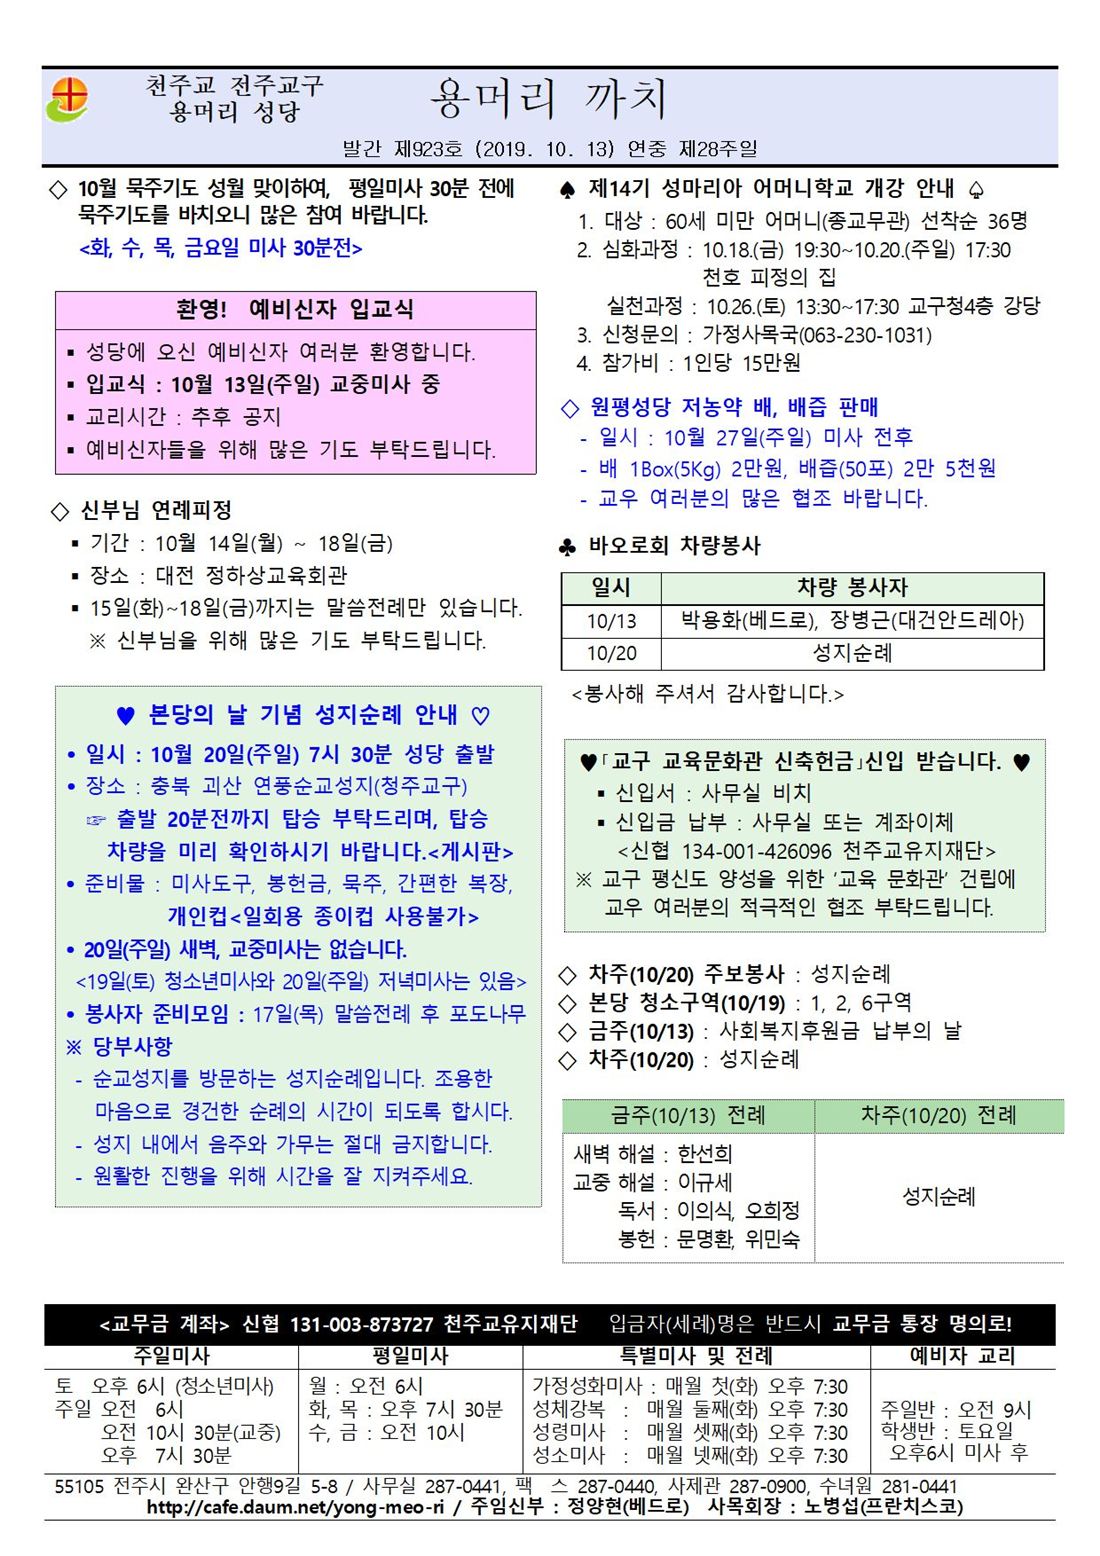 천주교 전주교구
용머리 성당
용머리 까치
발간 제923호 (2019. 10. 13) 연중 제28주일
◇ 10월 묵주기도 성월 맞이하여, 평일미사 30분 전에
묵주기도를 바치오니 많은 참여 바랍니다.
<화, 수, 목, 금요일 미사 30분전>
환영! 예비신자 입교식
▪ 성당에 오신 예비신자 여러분 환영합니다.
▪ 입교식 : 10월 13일(주일) 교중미사 중
▪ 교리시간 : 추후 공지
▪ 예비신자들을 위해 많은 기도 부탁드립니다.
◇ 신부님 연례피정
▪ 기간 : 10월 14일(월) ~ 18일(금)
▪ 장소 : 대전 정하상교육회관
▪ 15일(화)~18일(금)까지는 말씀전례만 있습니다.
※ 신부님을 위해 많은 기도 부탁드립니다.
♥ 본당의 날 기념 성지순례 안내 ♡
• 일시 : 10월 20일(주일) 7시 30분 성당 출발
• 장소 : 충북 괴산 연풍순교성지(청주교구)
☞ 출발 20분전까지 탑승 부탁드리며, 탑승
차량을 미리 확인하시기 바랍니다.<게시판>
• 준비물 : 미사도구, 봉헌금, 묵주, 간편한 복장,
개인컵<일회용 종이컵 사용불가>
• 20일(주일) 새벽, 교중미사는 없습니다.
<19일(토) 청소년미사와 20일(주일) 저녁미사는 있음>
• 봉사자 준비모임 : 17일(목) 말씀전례 후 포도나무
※ 당부사항
- 순교성지를 방문하는 성지순례입니다. 조용한
마음으로 경건한 순례의 시간이 되도록 합시다.
- 성지 내에서 음주와 가무는 절대 금지합니다.
- 원활한 진행을 위해 시간을 잘 지켜주세요.
♠ 제14기 성마리아 어머니학교 개강 안내 ♤
1. 대상 : 60세 미만 어머니(종교무관) 선착순 36명
2. 심화과정 : 10.18.(금) 19:30~10.20.(주일) 17:30
천호 피정의 집
실천과정 : 10.26.(토) 13:30~17:30 교구청4층 강당
3. 신청문의 : 가정사목국(063-230-1031)
4. 참가비 : 1인당 15만원
◇ 원평성당 저농약 배, 배즙 판매
- 일시 : 10월 27일(주일) 미사 전후
- 배 1Box(5Kg) 2만원, 배즙(50포) 2만 5천원
- 교우 여러분의 많은 협조 바랍니다.
♣ 바오로회 차량봉사
일시 차량 봉사자
10/13 박용화(베드로), 장병근(대건안드레아)
10/20 성지순례
<봉사해 주셔서 감사합니다.>
♥「교구 교육문화관 신축헌금」신입 받습니다. ♥
▪ 신입서 : 사무실 비치
▪ 신입금 납부 : 사무실 또는 계좌이체
<신협 134-001-426096 천주교유지재단>
※ 교구 평신도 양성을 위한 ‘교육 문화관’ 건립에
교우 여러분의 적극적인 협조 부탁드립니다.
◇ 차주(10/20) 주보봉사 : 성지순례
◇ 본당 청소구역(10/19) : 1, 2, 6구역
◇ 금주(10/13) : 사회복지후원금 납부의 날
◇ 차주(10/20) : 성지순례
금주(10/13) 전례 차주(10/20) 전례
새벽 해설 : 한선희
교중 해설 : 이규세
독서 : 이의식, 오희정
봉헌 : 문명환, 위민숙
성지순례
<교무금 계좌> 신협 131-003-873727 천주교유지재단 입금자(세례)명은 반드시 교무금 통장 명의로!
주일미사 평일미사 특별미사 및 전례 예비자 교리
토 오후 6시 (청소년미사)
주일 오전 6시
오전 10시 30분(교중)
오후 7시 30분
월 : 오전 6시
화, 목 : 오후 7시 30분
수, 금 : 오전 10시
가정성화미사 : 매월 첫(화) 오후 7:30
성체강복 : 매월 둘째(화) 오후 7:30
성령미사 : 매월 셋째(화) 오후 7:30
성소미사 : 매월 넷째(화) 오후 7:30
주일반 : 오전 9시
학생반 : 토요일
오후6시 미사 후
55105 전주시 완산구 안행9길 5-8 / 사무실 287-0441, 팩 스 287-0440, 사제관 287-0900, 수녀원 281-0441
http://cafe.daum.net/yong-meo-ri / 주임신부 : 정양현(베드로) 사목회장 : 노병섭(프란치스코)